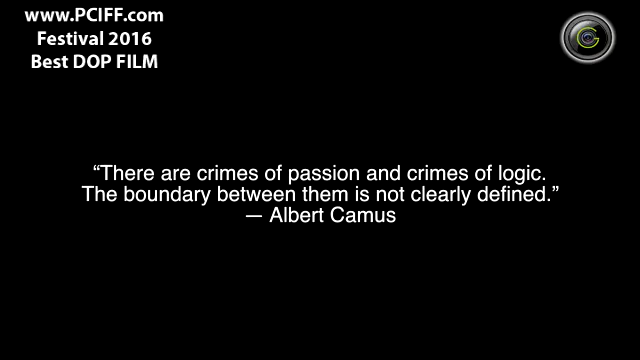 www.PCIFF.com
Festival 2016
Best DOP FILM
“There are crimes of passion and crimes of logic.
The boundary between them is not clearly defined.”
— Albert Camus